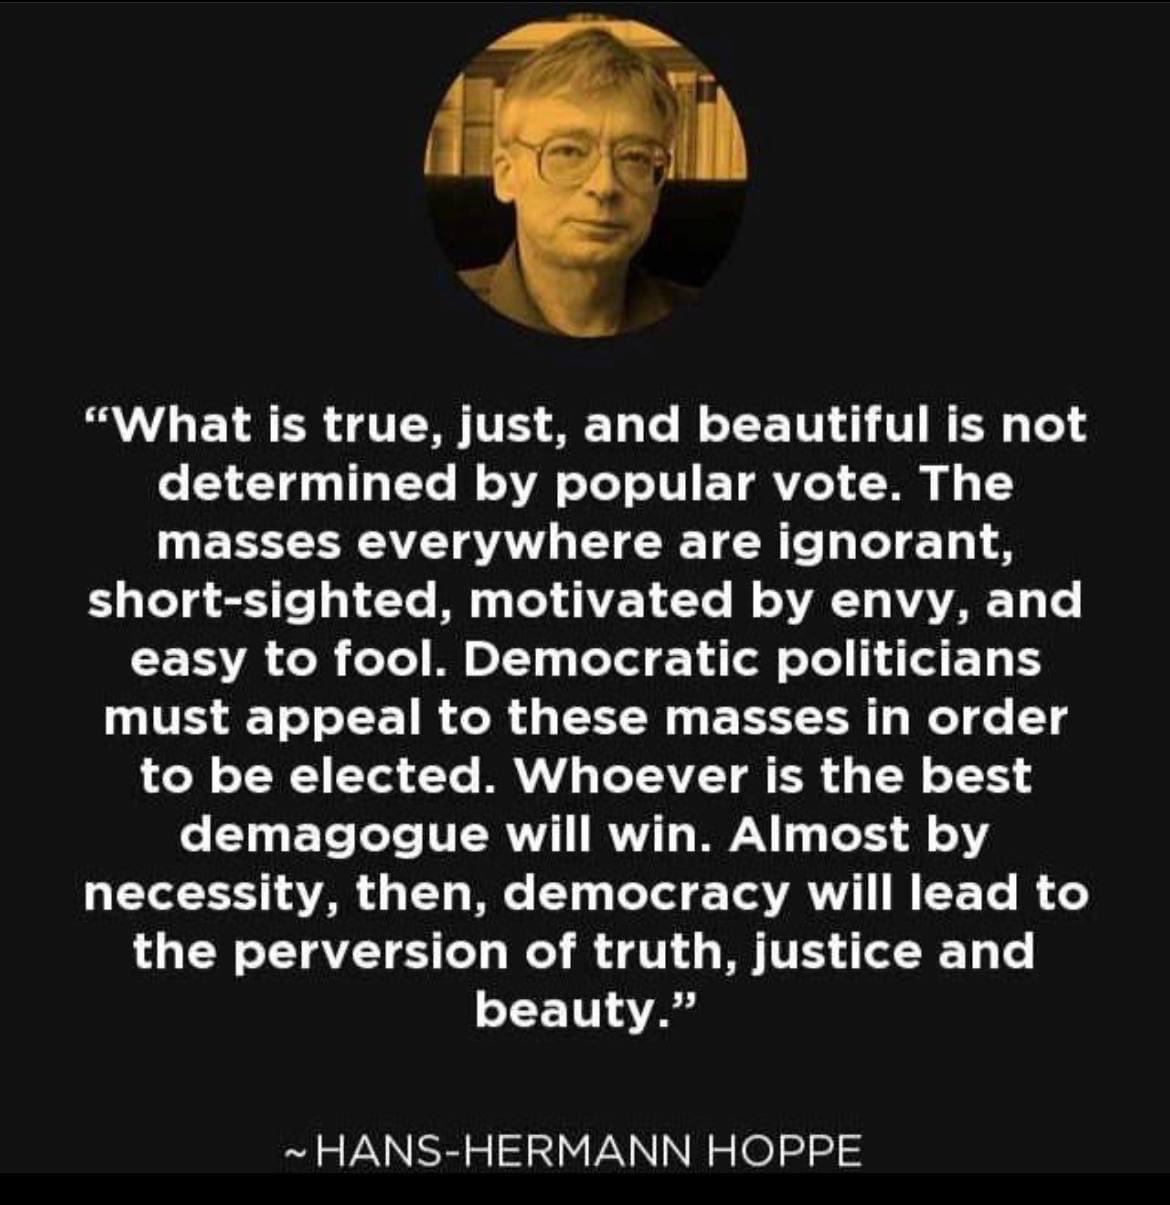 “What is true, just, and beautiful is not
determined by popular vote. The
masses everywhere are ignorant,
short-sighted, motivated by envy, and
easy to fool. Democratic politicians
must appeal to these masses in order
to be elected. Whoever is the best
demagogue will win. Almost by
necessity, then, democracy will lead to
the perversion of truth, justice and
beauty.”
~HANS-HERMANN HOPPE